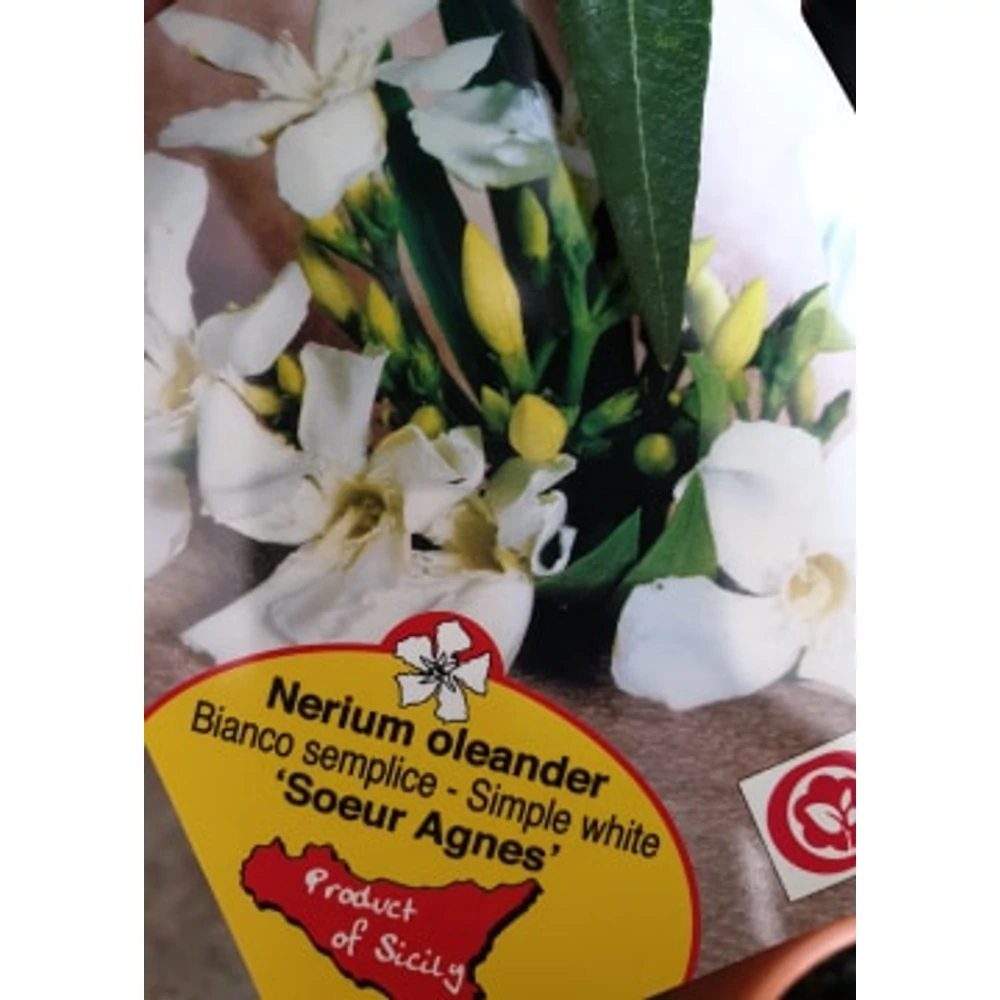 Nerium oleander
Bianco semplice - Simple white
‘Soeur Agnes’
Product
of Sicily